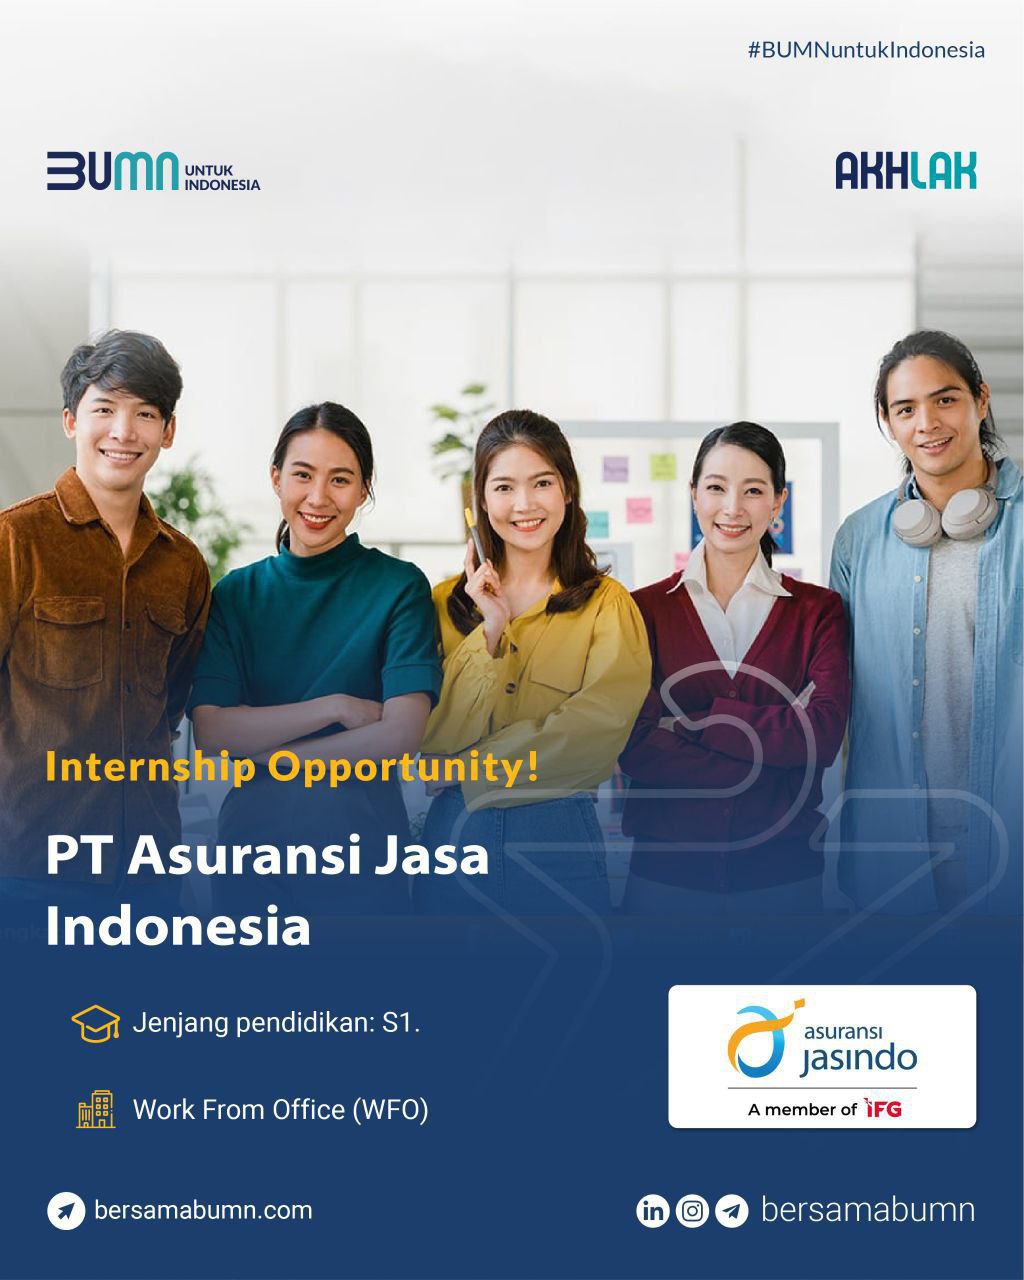 #BUMNuntukIndonesia
BUMN UNTUK
INDONESIA
AKHLAK
Internship Opportunity!
PT Asuransi Jasa
Indonesia
Jenjang pendidikan: S1.
Work From Office (WFO)
asuransi
jasindo
A member of IFG
bersamabumn.com
in
bersamabumn